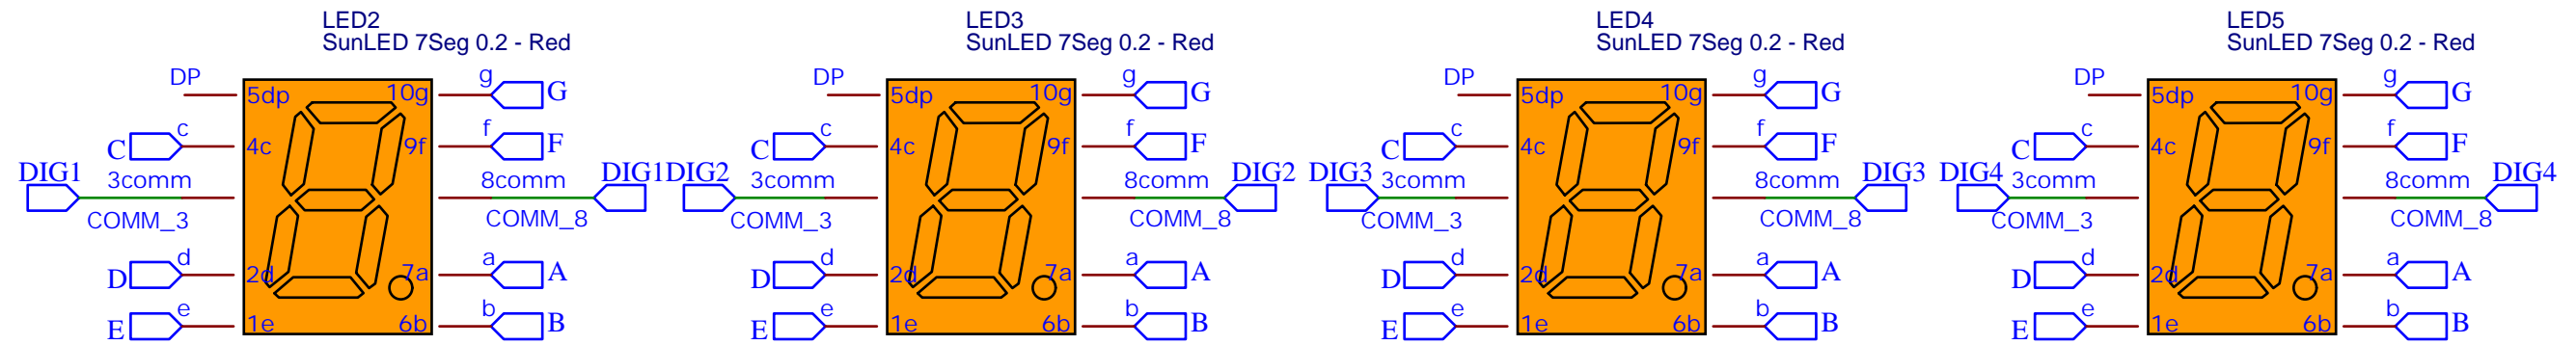 LED2
SunLED 7Seg 0.2 - Red
DP
5dp
10g
g
G
C
c
4c
9f
f
F
DIG1
3comm
COMM_3
8comm
COMM_8
DIG1
D
d
2d
7a
a
A
E
e
1e
6b
b
B
LED3
SunLED 7Seg 0.2 - Red
DP
5dp
10g
g
G
C
c
4c
9f
f
F
DIG2
3comm
COMM_3
8comm
COMM_8
DIG2
D
d
2d
7a
a
A
E
e
1e
6b
b
B
LED4
SunLED 7Seg 0.2 - Red
DP
5dp
10g
g
G
C
c
4c
9f
f
F
DIG3
3comm
COMM_3
8comm
COMM_8
DIG3
D
d
2d
7a
a
A
E
e
1e
6b
b
B
LED5
SunLED 7Seg 0.2 - Red
DP
5dp
10g
g
G
C
c
4c
9f
f
F
DIG4
3comm
COMM_3
8comm
COMM_8
DIG4
D
d
2d
7a
a
A
E
e
1e
6b
b
B